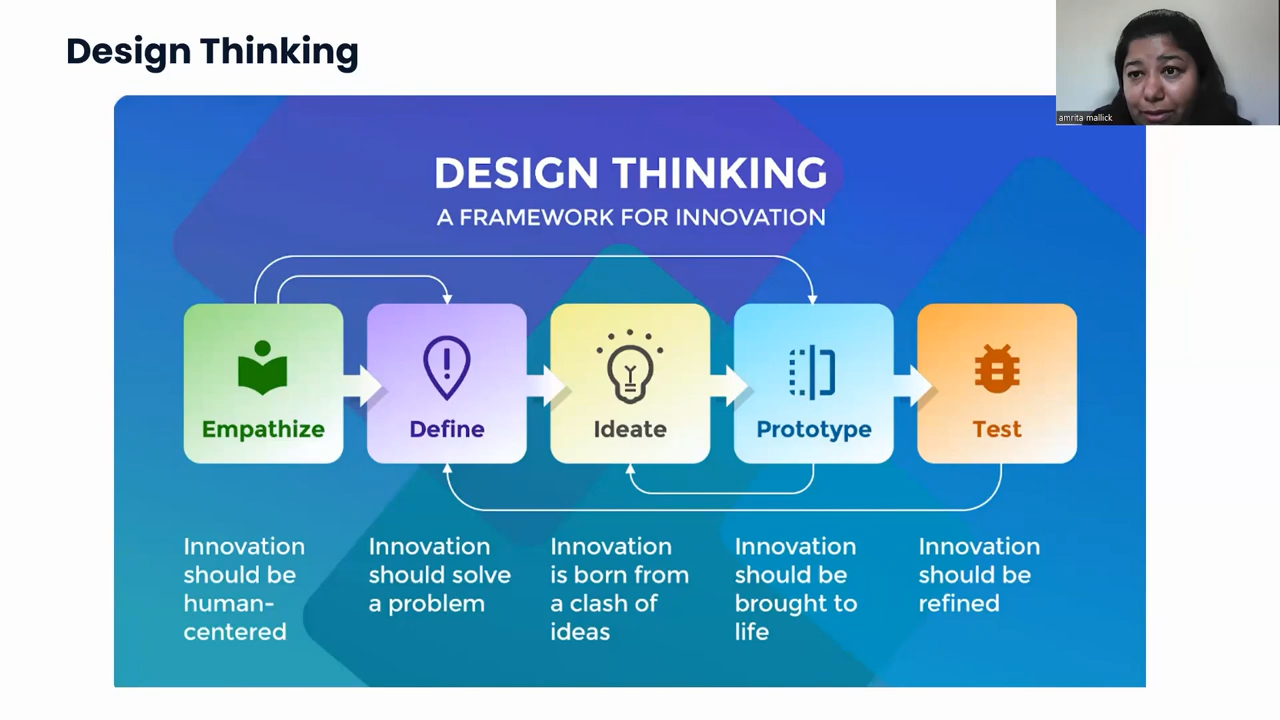 Design Thinking
amrita mallick
DESIGN THINKING
A FRAMEWORK FOR INNOVATION
Empathize
Define
Ideate
Prototype
Test
Innovation
should be
human-
centered
Innovation
should solve
a problem
Innovation
is born from
a clash of
ideas
Innovation
should be
brought to
life
Innovation
should be
refined